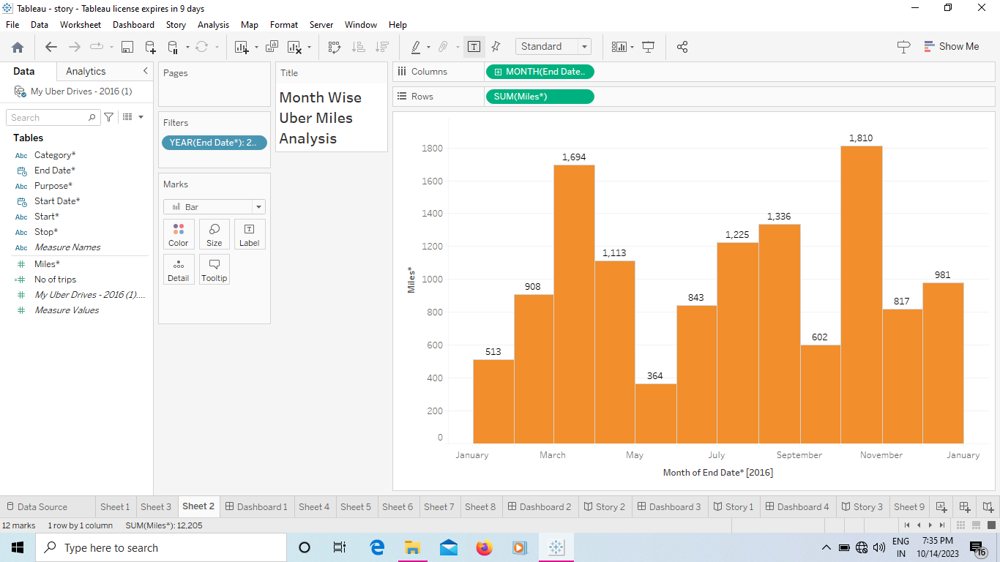 Tableau - story - Tableau license expires in 9 days
File Data Worksheet Dashboard Story Analysis Map Format Server Window Help
Standard
Show Me
Data Analytics
My Uber Drives - 2016 (1)
Search
Tables
Abc Category*
End Date*
Abc Purpose*
Start Date*
Abc Start*
Abc Stop*
Abc Measure Names
# Miles*
=# No of trips
# My Uber Drives - 2016 (1)....
# Measure Values
Pages
Filters
YEAR(End Date*): 2..
Marks
Bar
Color Size Label
Detail Tooltip
Title
Month Wise
Uber Miles
Analysis
Columns MONTH(End Date..
Rows SUM(Miles*)
Miles*
1800
1600
1400
1200
1000
800
600
400
200
0
513
908
1,694
1,113
364
843
1,225
1,336
602
1,810
817
981
January March May July September November January
Month of End Date* [2016]
Data Source Sheet 1 Sheet 3 Sheet 2 Dashboard 1 Sheet 4 Sheet 5 Sheet 6 Sheet 7 Sheet 8 Dashboard 2 Story 2 Dashboard 3 Story 1 Dashboard 4 Story 3 Sheet 9
12 marks 1 row by 1 column SUM(Miles*): 12,205
Type here to search
ENG
IN
7:35 PM
10/14/2023
16